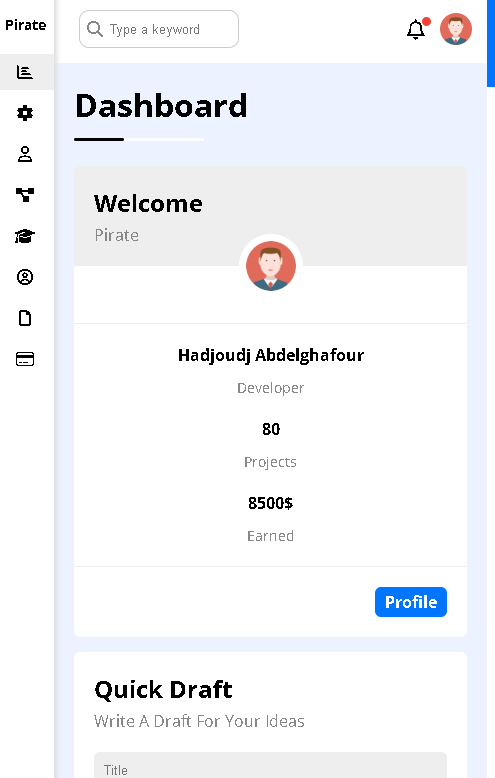 Pirate
Type a keyword
Dashboard
Welcome
Pirate
Hadjoudj Abdelghafour
Developer
80
Projects
8500$
Earned
Profile
Quick Draft
Write A Draft For Your Ideas
Title